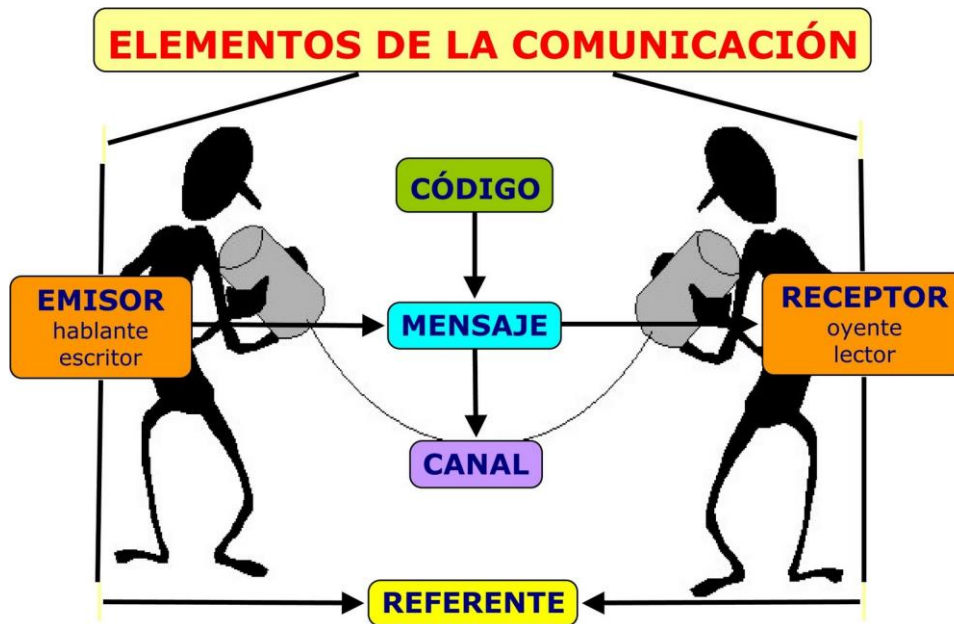 ELEMENTOS DE LA COMUNICACIÓN
CÓDIGO
EMISOR
hablante
escritor
MENSAJE
RECEPTOR
oyente
lector
CANAL
REFERENTE